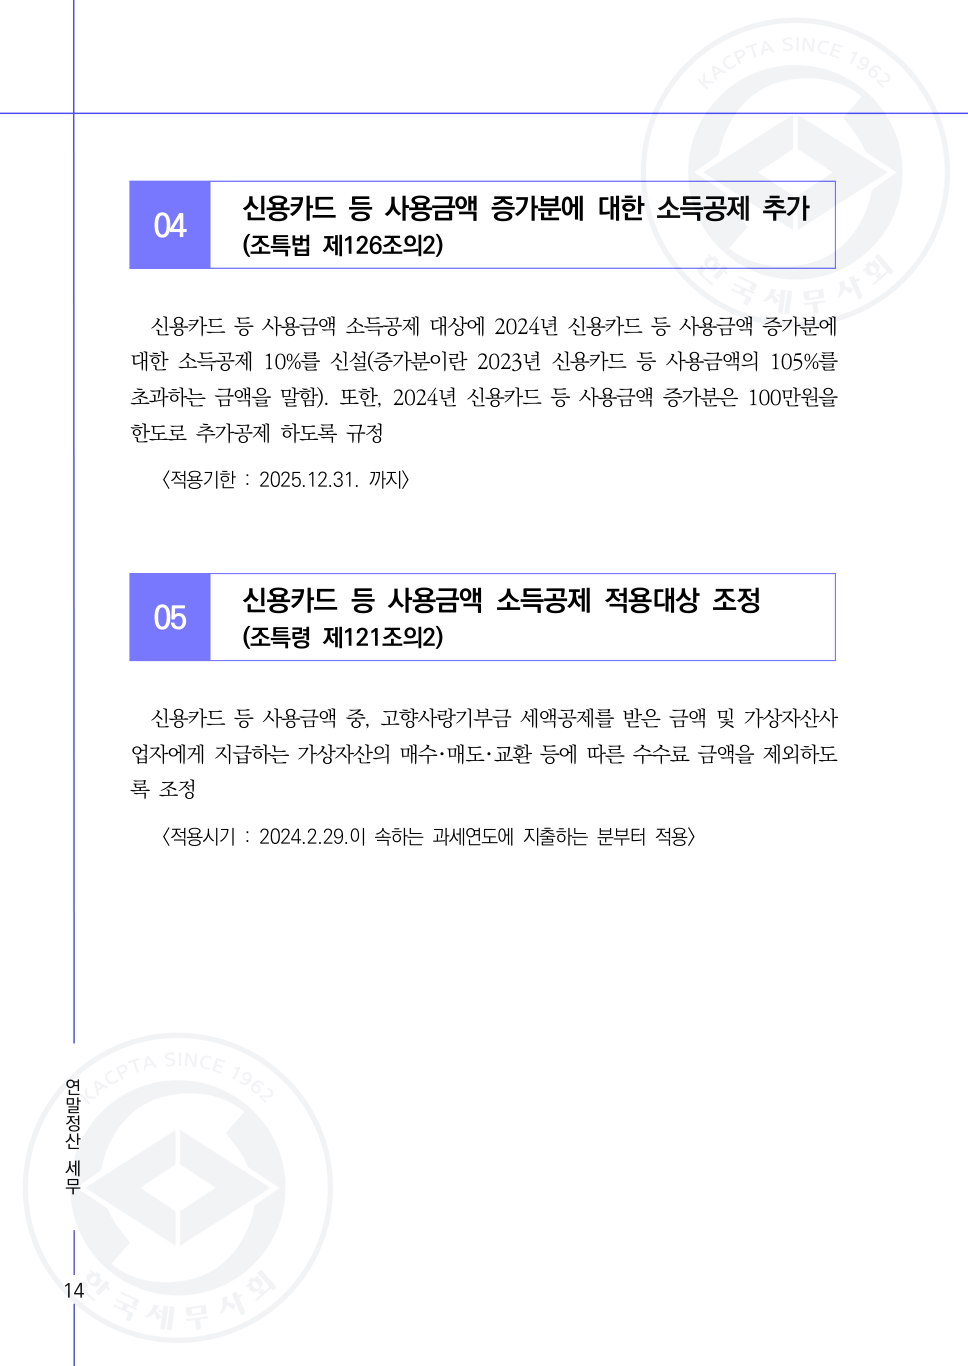 KACPTA SINCE 1962
04
신용카드 등 사용금액 증가분에 대한 소득공제 추가
(조특법 제126조의2)
한국세무사회
신용카드 등 사용금액 소득공제 대상에 2024년 신용카드 등 사용금액 증가분에
대한 소득공제 10%를 신설(증가분이란 2023년 신용카드 등 사용금액의 105%를
초과하는 금액을 말함). 또한, 2024년 신용카드 등 사용금액 증가분은 100만원을
한도로 추가공제 하도록 규정
〈적용기한 : 2025.12.31. 까지〉
05
신용카드 등 사용금액 소득공제 적용대상 조정
(조특령 제121조의2)
신용카드 등 사용금액 중, 고향사랑기부금 세액공제를 받은 금액 및 가상자산사
업자에게 지급하는 가상자산의 매수·매도·교환 등에 따른 수수료 금액을 제외하도
록 조정
〈적용시기 : 2024.2.29.이 속하는 과세연도에 지출하는 분부터 적용〉
KACPTA SINCE 1962
연말정산 세무
14
한국세무사회